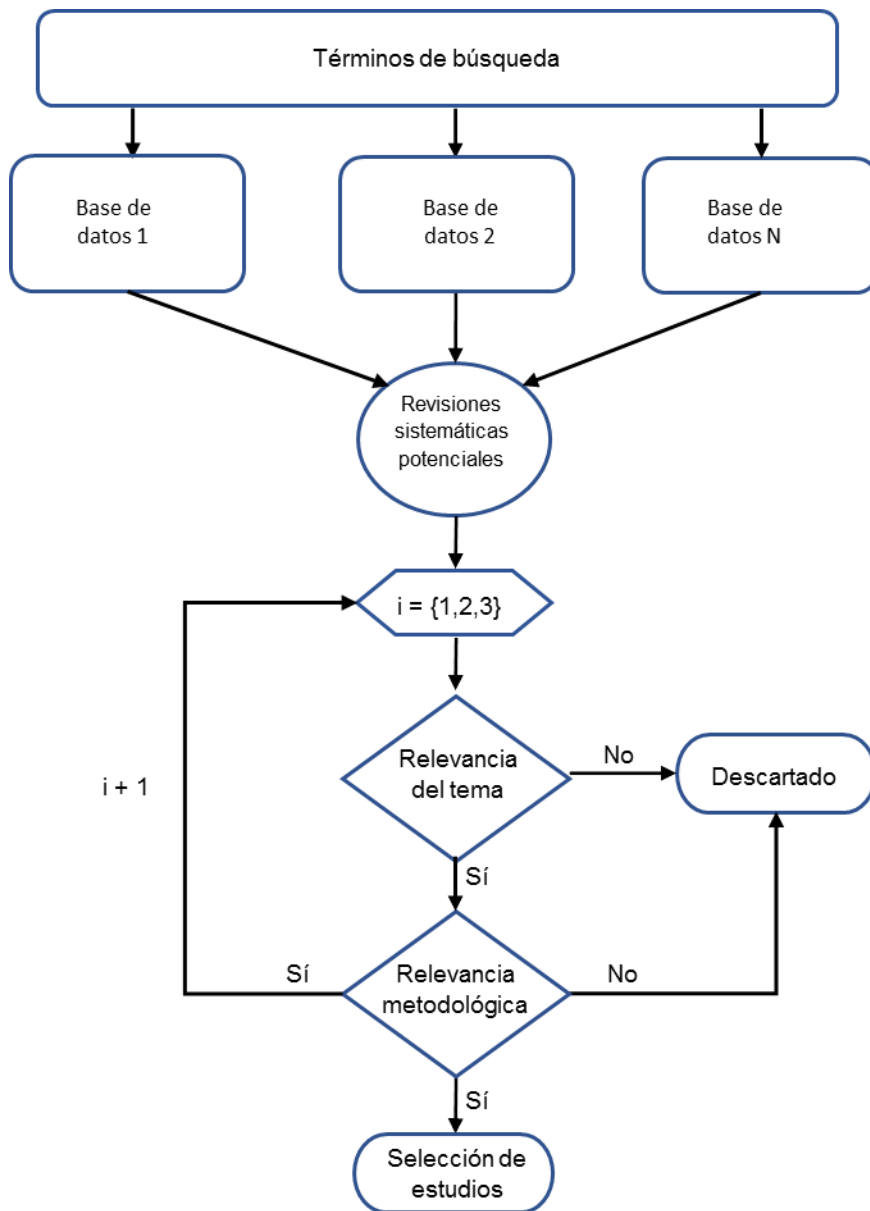 Términos de búsqueda
Base de
datos 1
Base de
datos 2
Base de
datos N
Revisiones
sistemáticas
potenciales
i = {1,2,3}
Relevancia
del tema
No
Descartado
i + 1
Sí
Sí
Relevancia
metodológica
No
Sí
Selección de
estudios